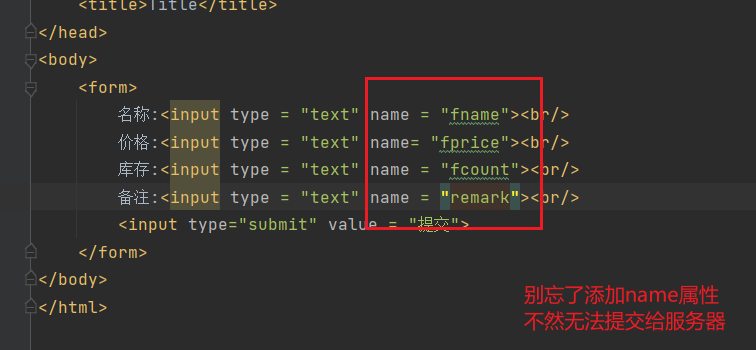 <title>Title</title>
</head>
<body>
<form>
名称:<input type = "text" name = "fname"><br/>
价格:<input type = "text" name= "fprice"><br/>
库存:<input type = "text" name = "fcount"><br/>
备注:<input type = "text" name = "remark"><br/>
<input type="submit" value = "提交">
</form>
</body>
</html>
别忘了添加name属性
不然无法提交给服务器